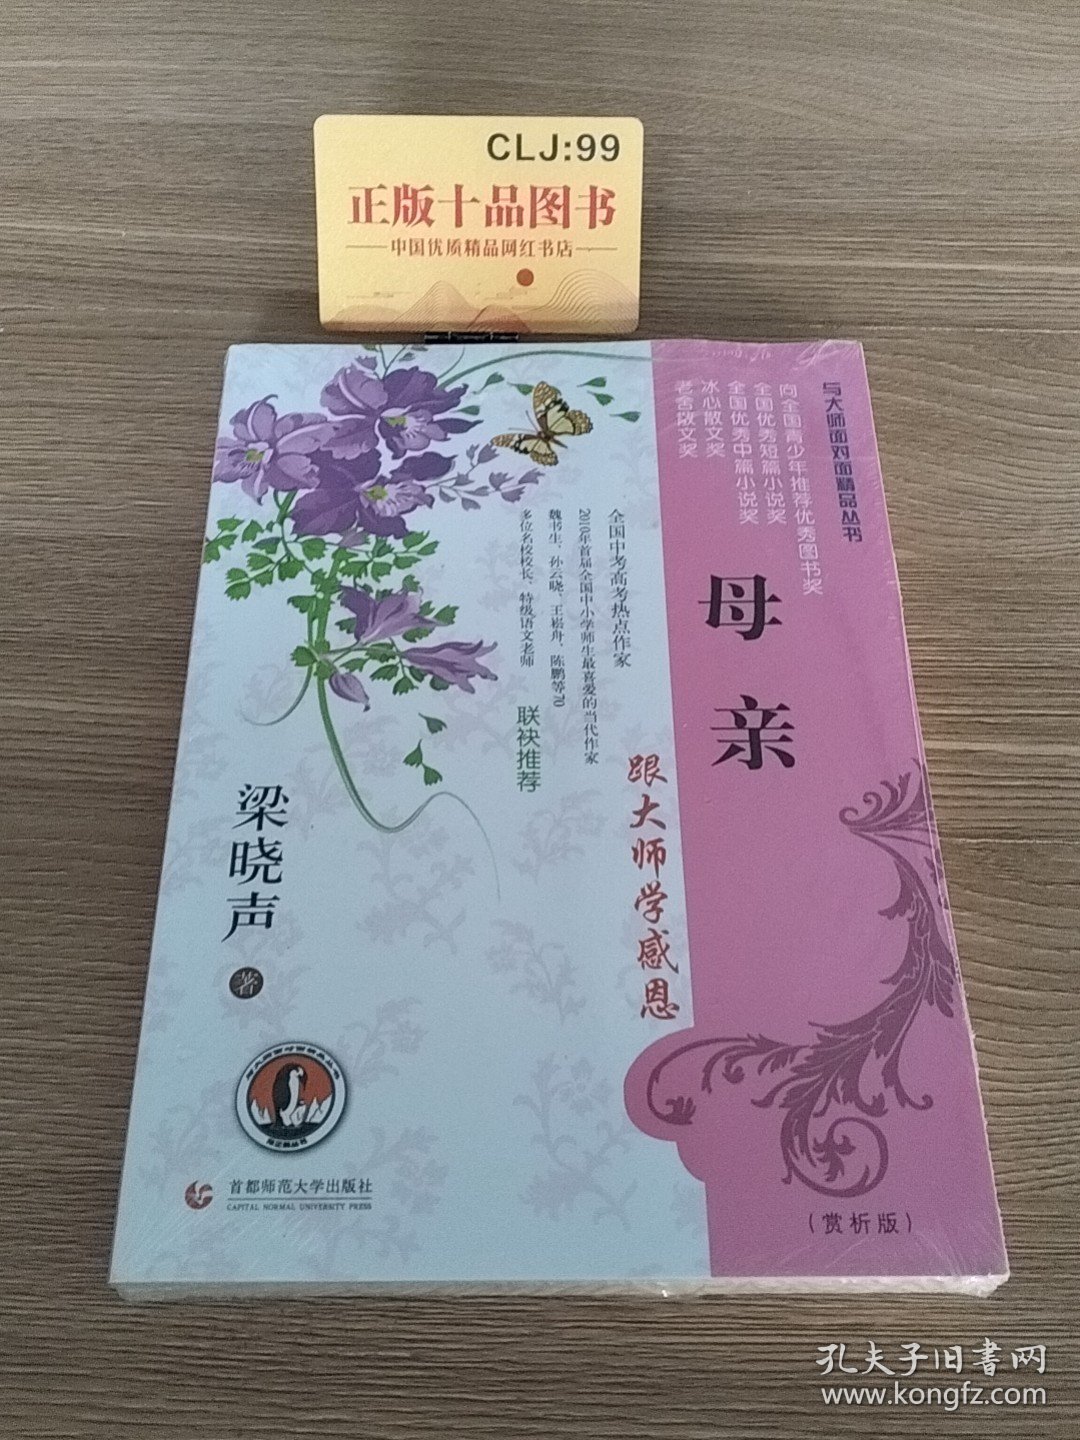 CLJ:99
正版十品图书
中国优质精品网红书店
与大师面对面精品丛书
向全国青少年推荐优秀图书奖
全国优秀短篇小说奖
全国优秀中篇小说奖
冰心散文奖
老舍散文奖
母亲
跟大师学感恩
全国中考高考热点作家
2010年首届全国中小学师生最喜爱的当代作家
魏书生、孙云晓、王崧舟、陈鹏等70
多位名校校长、特级语文老师
联袂推荐
梁晓声
著
首都师范大学出版社
CAPITAL NORMAL UNIVERSITY PRESS
(赏析版)
孔夫子旧書网
www.kongfz.com